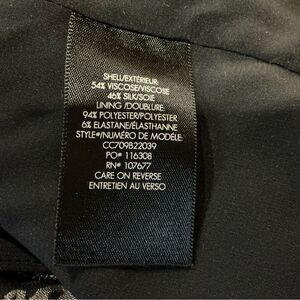 SHELL/EXTÉRIEUR:
54% VISCOSE/VISCOSE
46% SILK/SOIE
LINING /DOUBLURE:
94% POLYESTER/POLYESTER
6% ELASTANE/ÉLASTHANNE
STYLE#/NUMÉRO DE MODÈLE:
CC709B22039
PO# 116308
RN# 107677
CARE ON REVERSE
ENTRETIEN AU VERSO